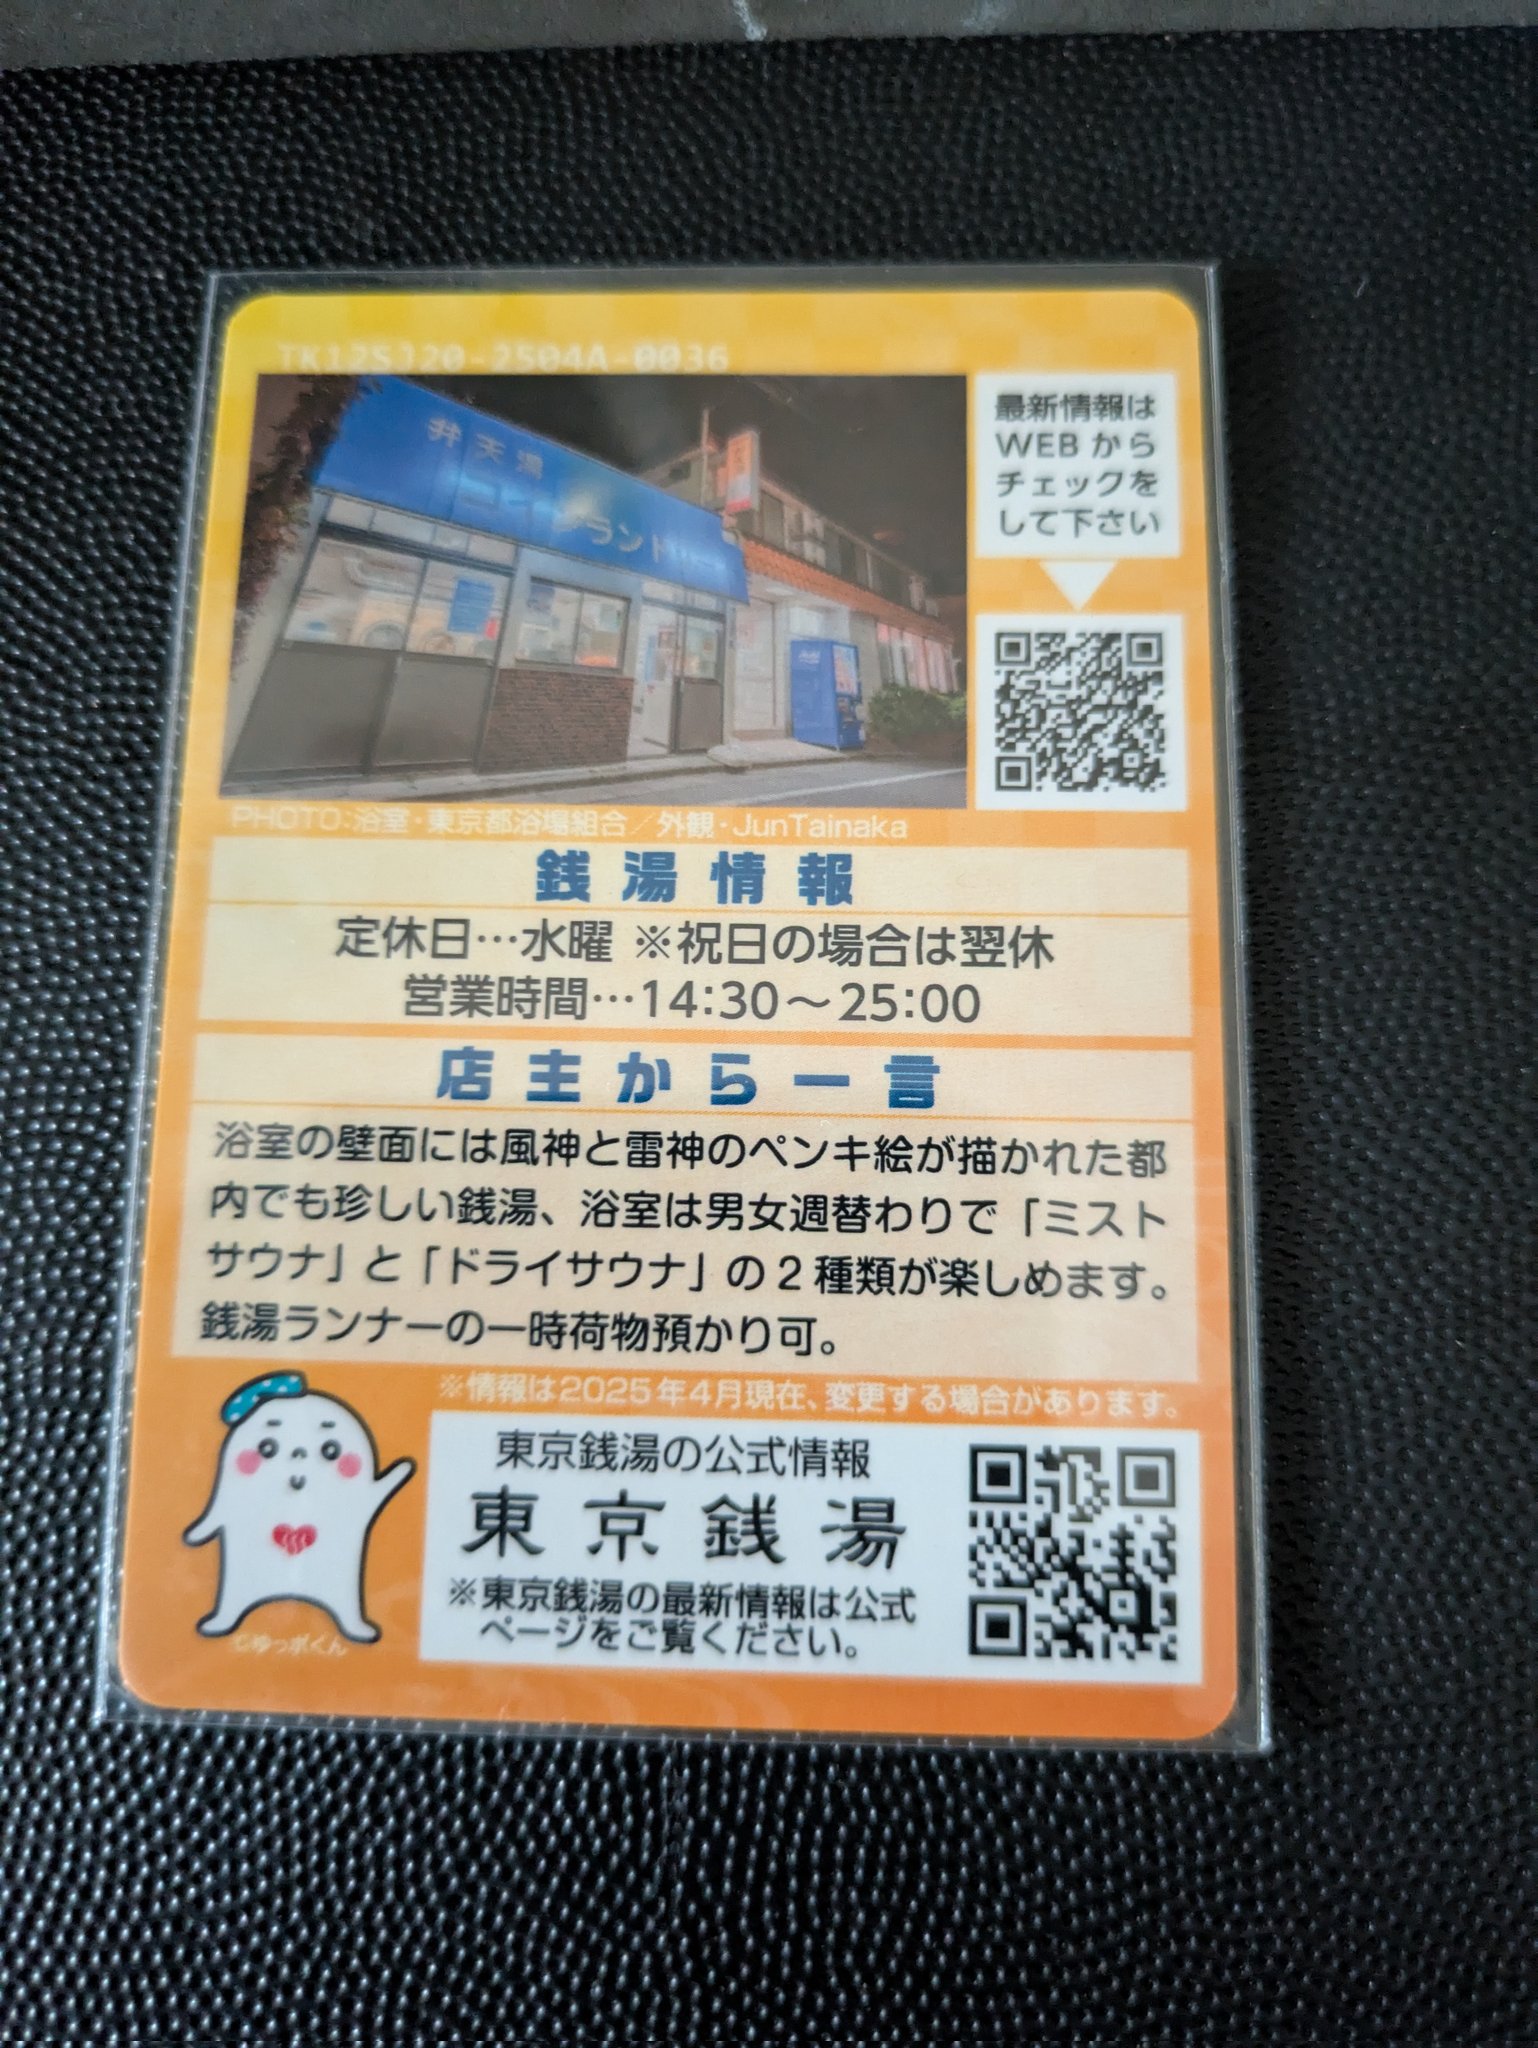 TK12SJ20-2504A-0036
弁天湯
コインランドリー
最新情報は
WEBから
チェックを
して下さい
PHOTO:浴室・東京都浴場組合／外観・JunTainaka
銭湯情報
定休日…水曜 ※祝日の場合は翌休
営業時間…14:30～25:00
店主から一言
浴室の壁面には風神と雷神のペンキ絵が描かれた都
内でも珍しい銭湯、浴室は男女週替わりで「ミスト
サウナ」と「ドライサウナ」の2種類が楽しめます。
銭湯ランナーの一時荷物預かり可。
※情報は2025年4月現在、変更する場合があります。
東京銭湯の公式情報
東京銭湯
※東京銭湯の最新情報は公式
ページをご覧ください。
©ゆっポくん